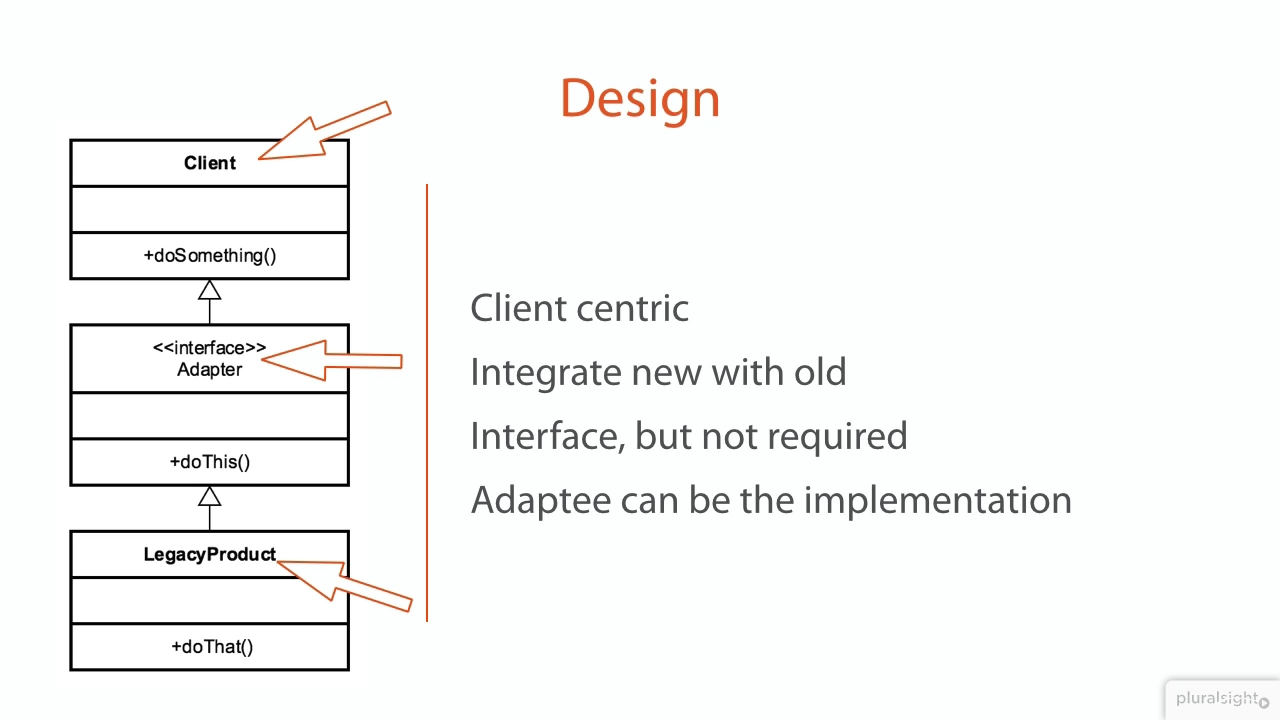 Design
Client
+doSomething()
<<interface>>
Adapter
+doThis()
LegacyProduct
+doThat()
Client centric
Integrate new with old
Interface, but not required
Adaptee can be the implementation
pluralsight